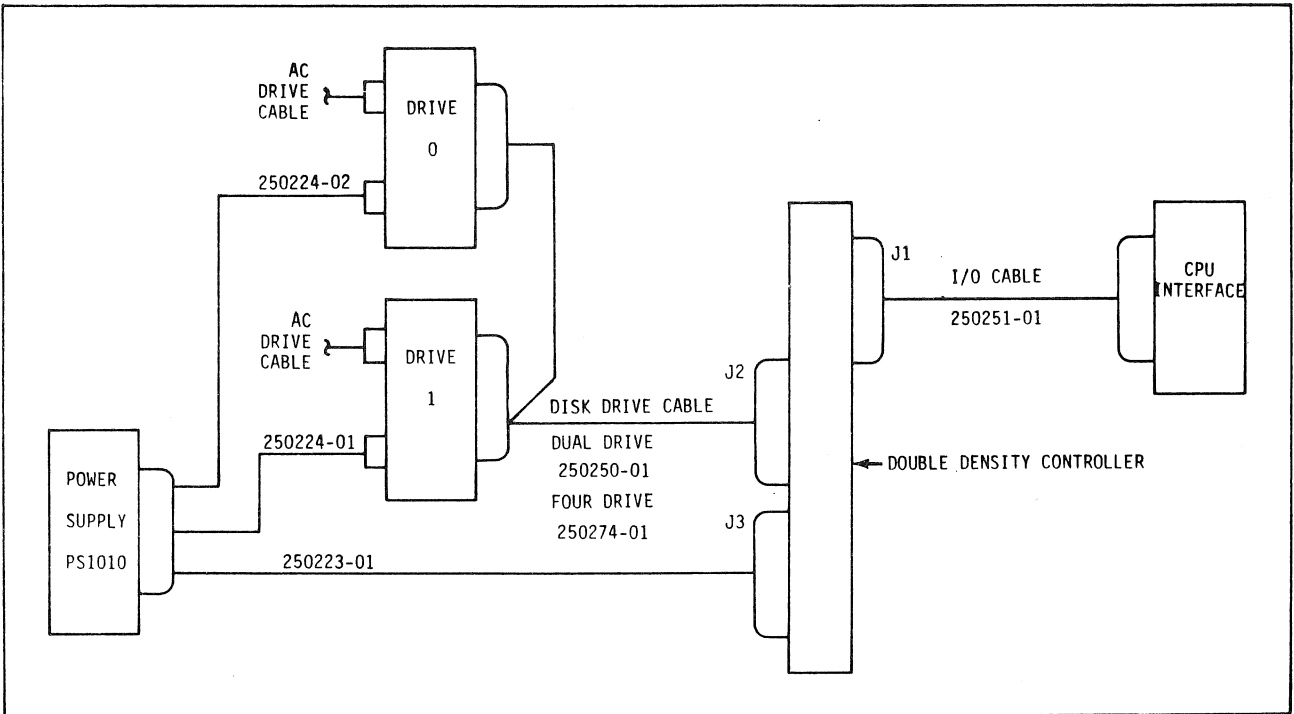 AC
DRIVE
CABLE
DRIVE
0
250224-02
AC
DRIVE
CABLE
DRIVE
1
250224-01
POWER
SUPPLY
PS1010
250223-01
DISK DRIVE CABLE
DUAL DRIVE
250250-01
FOUR DRIVE
250274-01
J2
J3
J1
DOUBLE DENSITY CONTROLLER
I/O CABLE
250251-01
CPU
INTERFACE